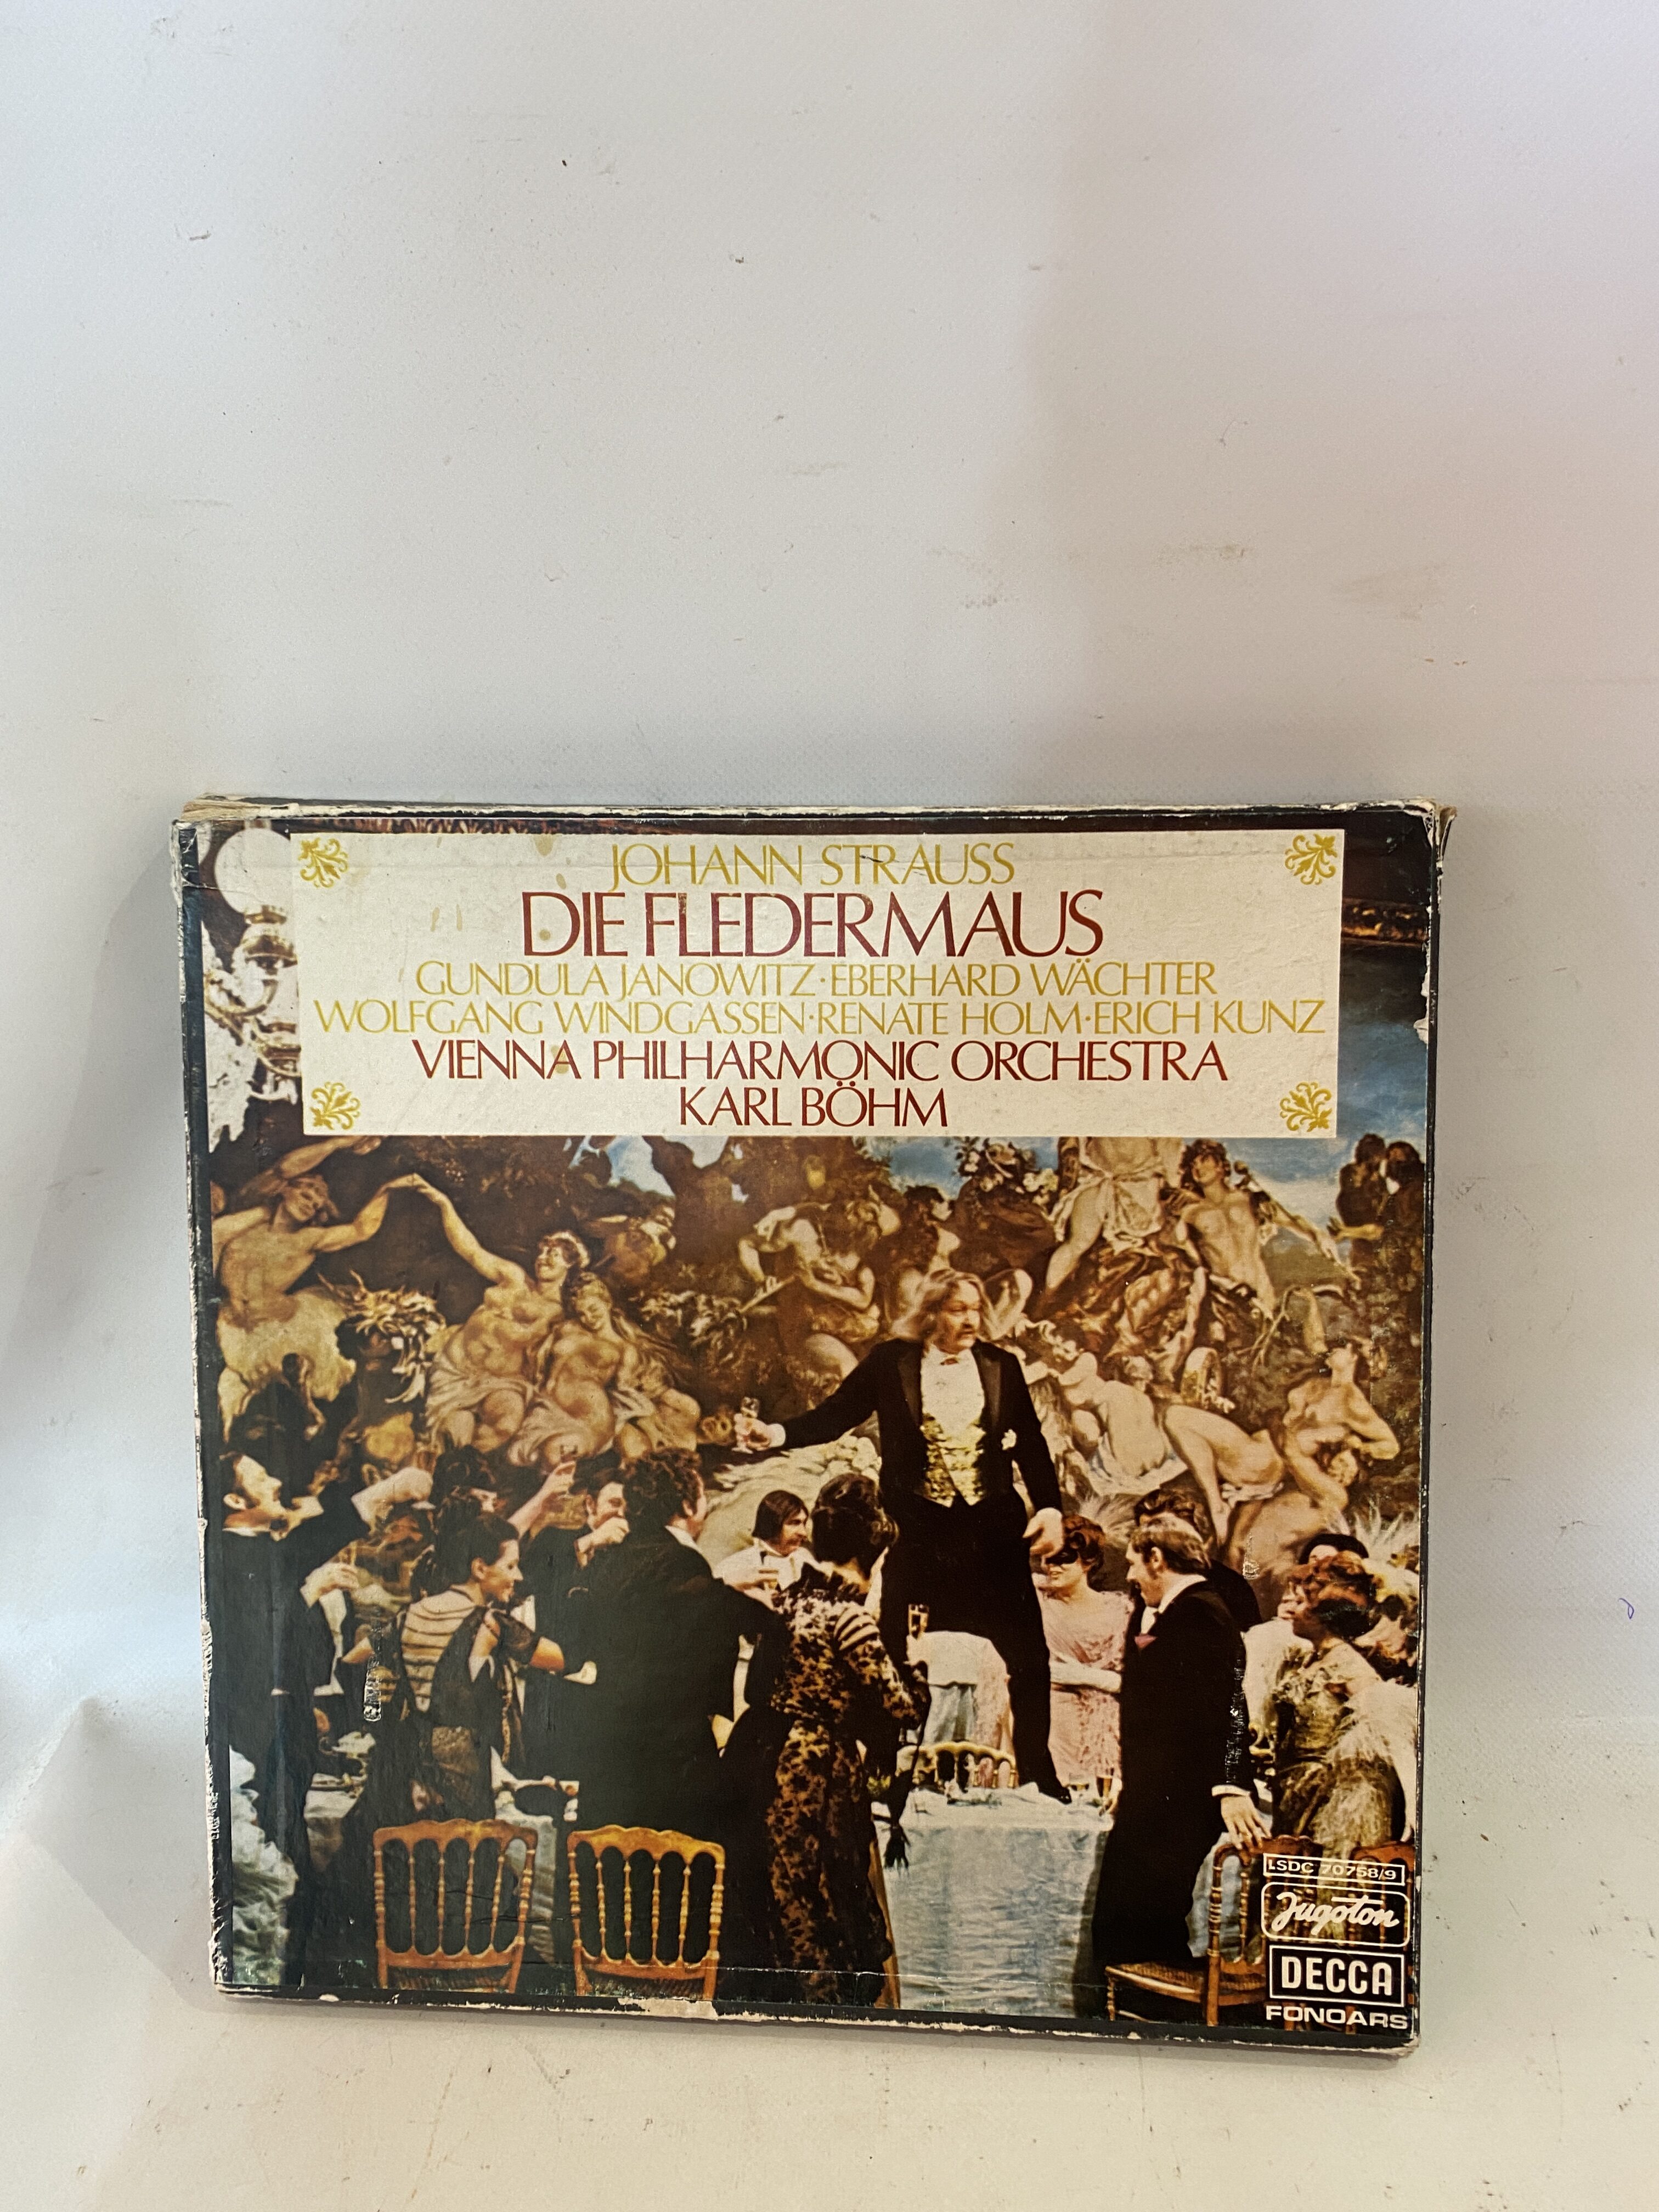 JOHANN STRAUSS
DIE FLEDERMAUS
GUNDULA JANOWITZ·EBERHARD WÄCHTER
WOLFGANG WINDGASSEN·RENATE HOLM·ERICH KUNZ
VIENNA PHILHARMONIC ORCHESTRA
KARL BÖHM
LSDC 70758/9
Jugoton
DECCA
FONOARS